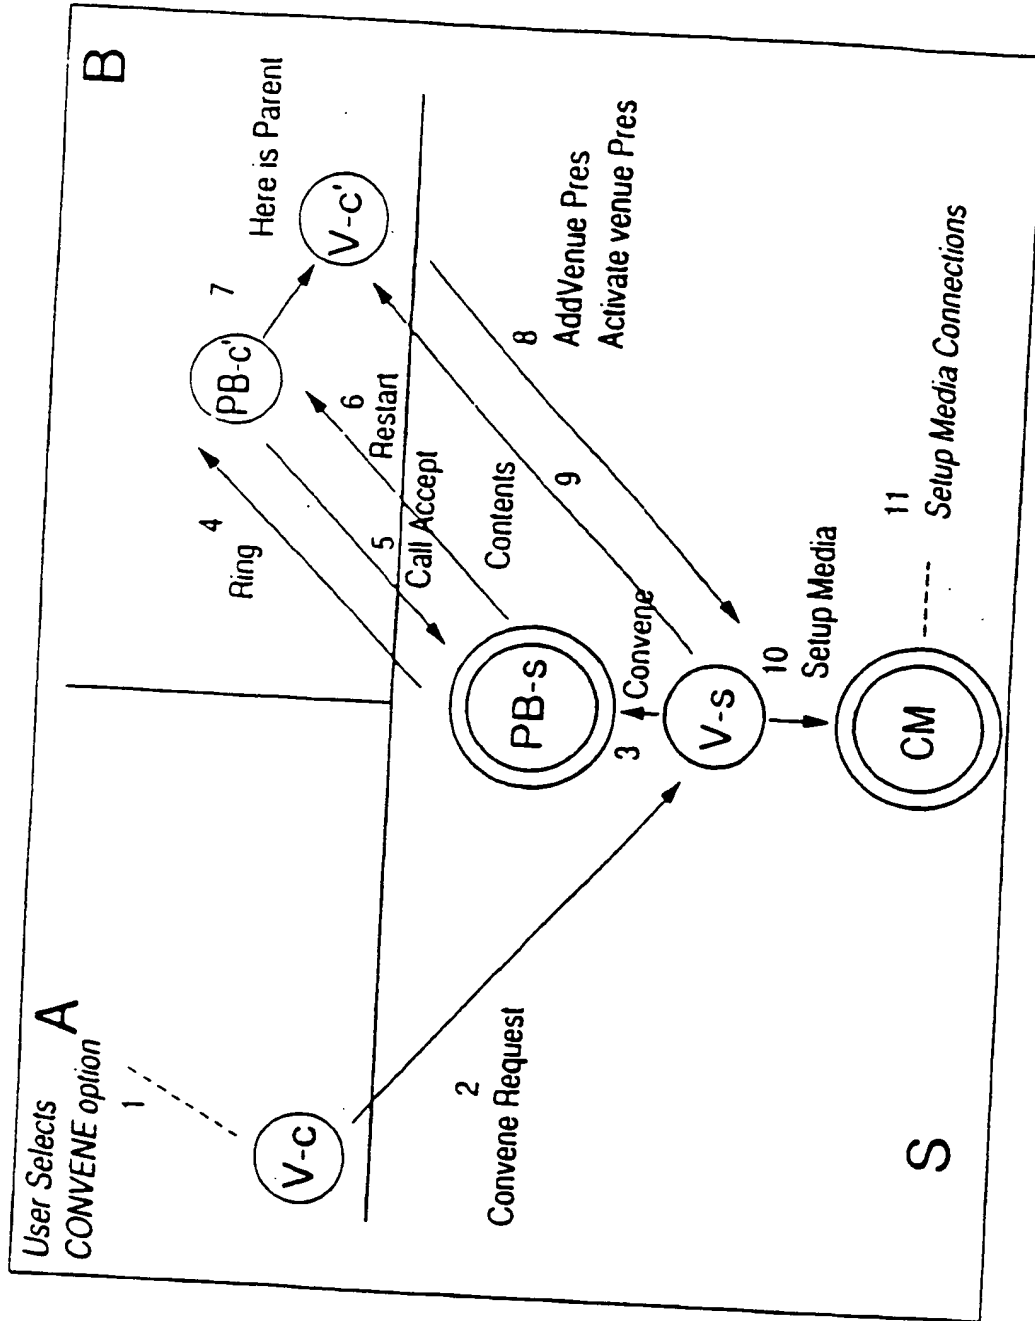 User Selects
CONVENE option
A
1
V-c
2
Convene Request
B
4
Ring
PB-c'
7
Here is Parent
V-c'
5
Call Accept
6
Restart
PB-s
Contents
3
Convene
V-s
9
8
AddVenue Pres
Activate venue Pres
10
Setup Media
CM
11
Setup Media Connections
S